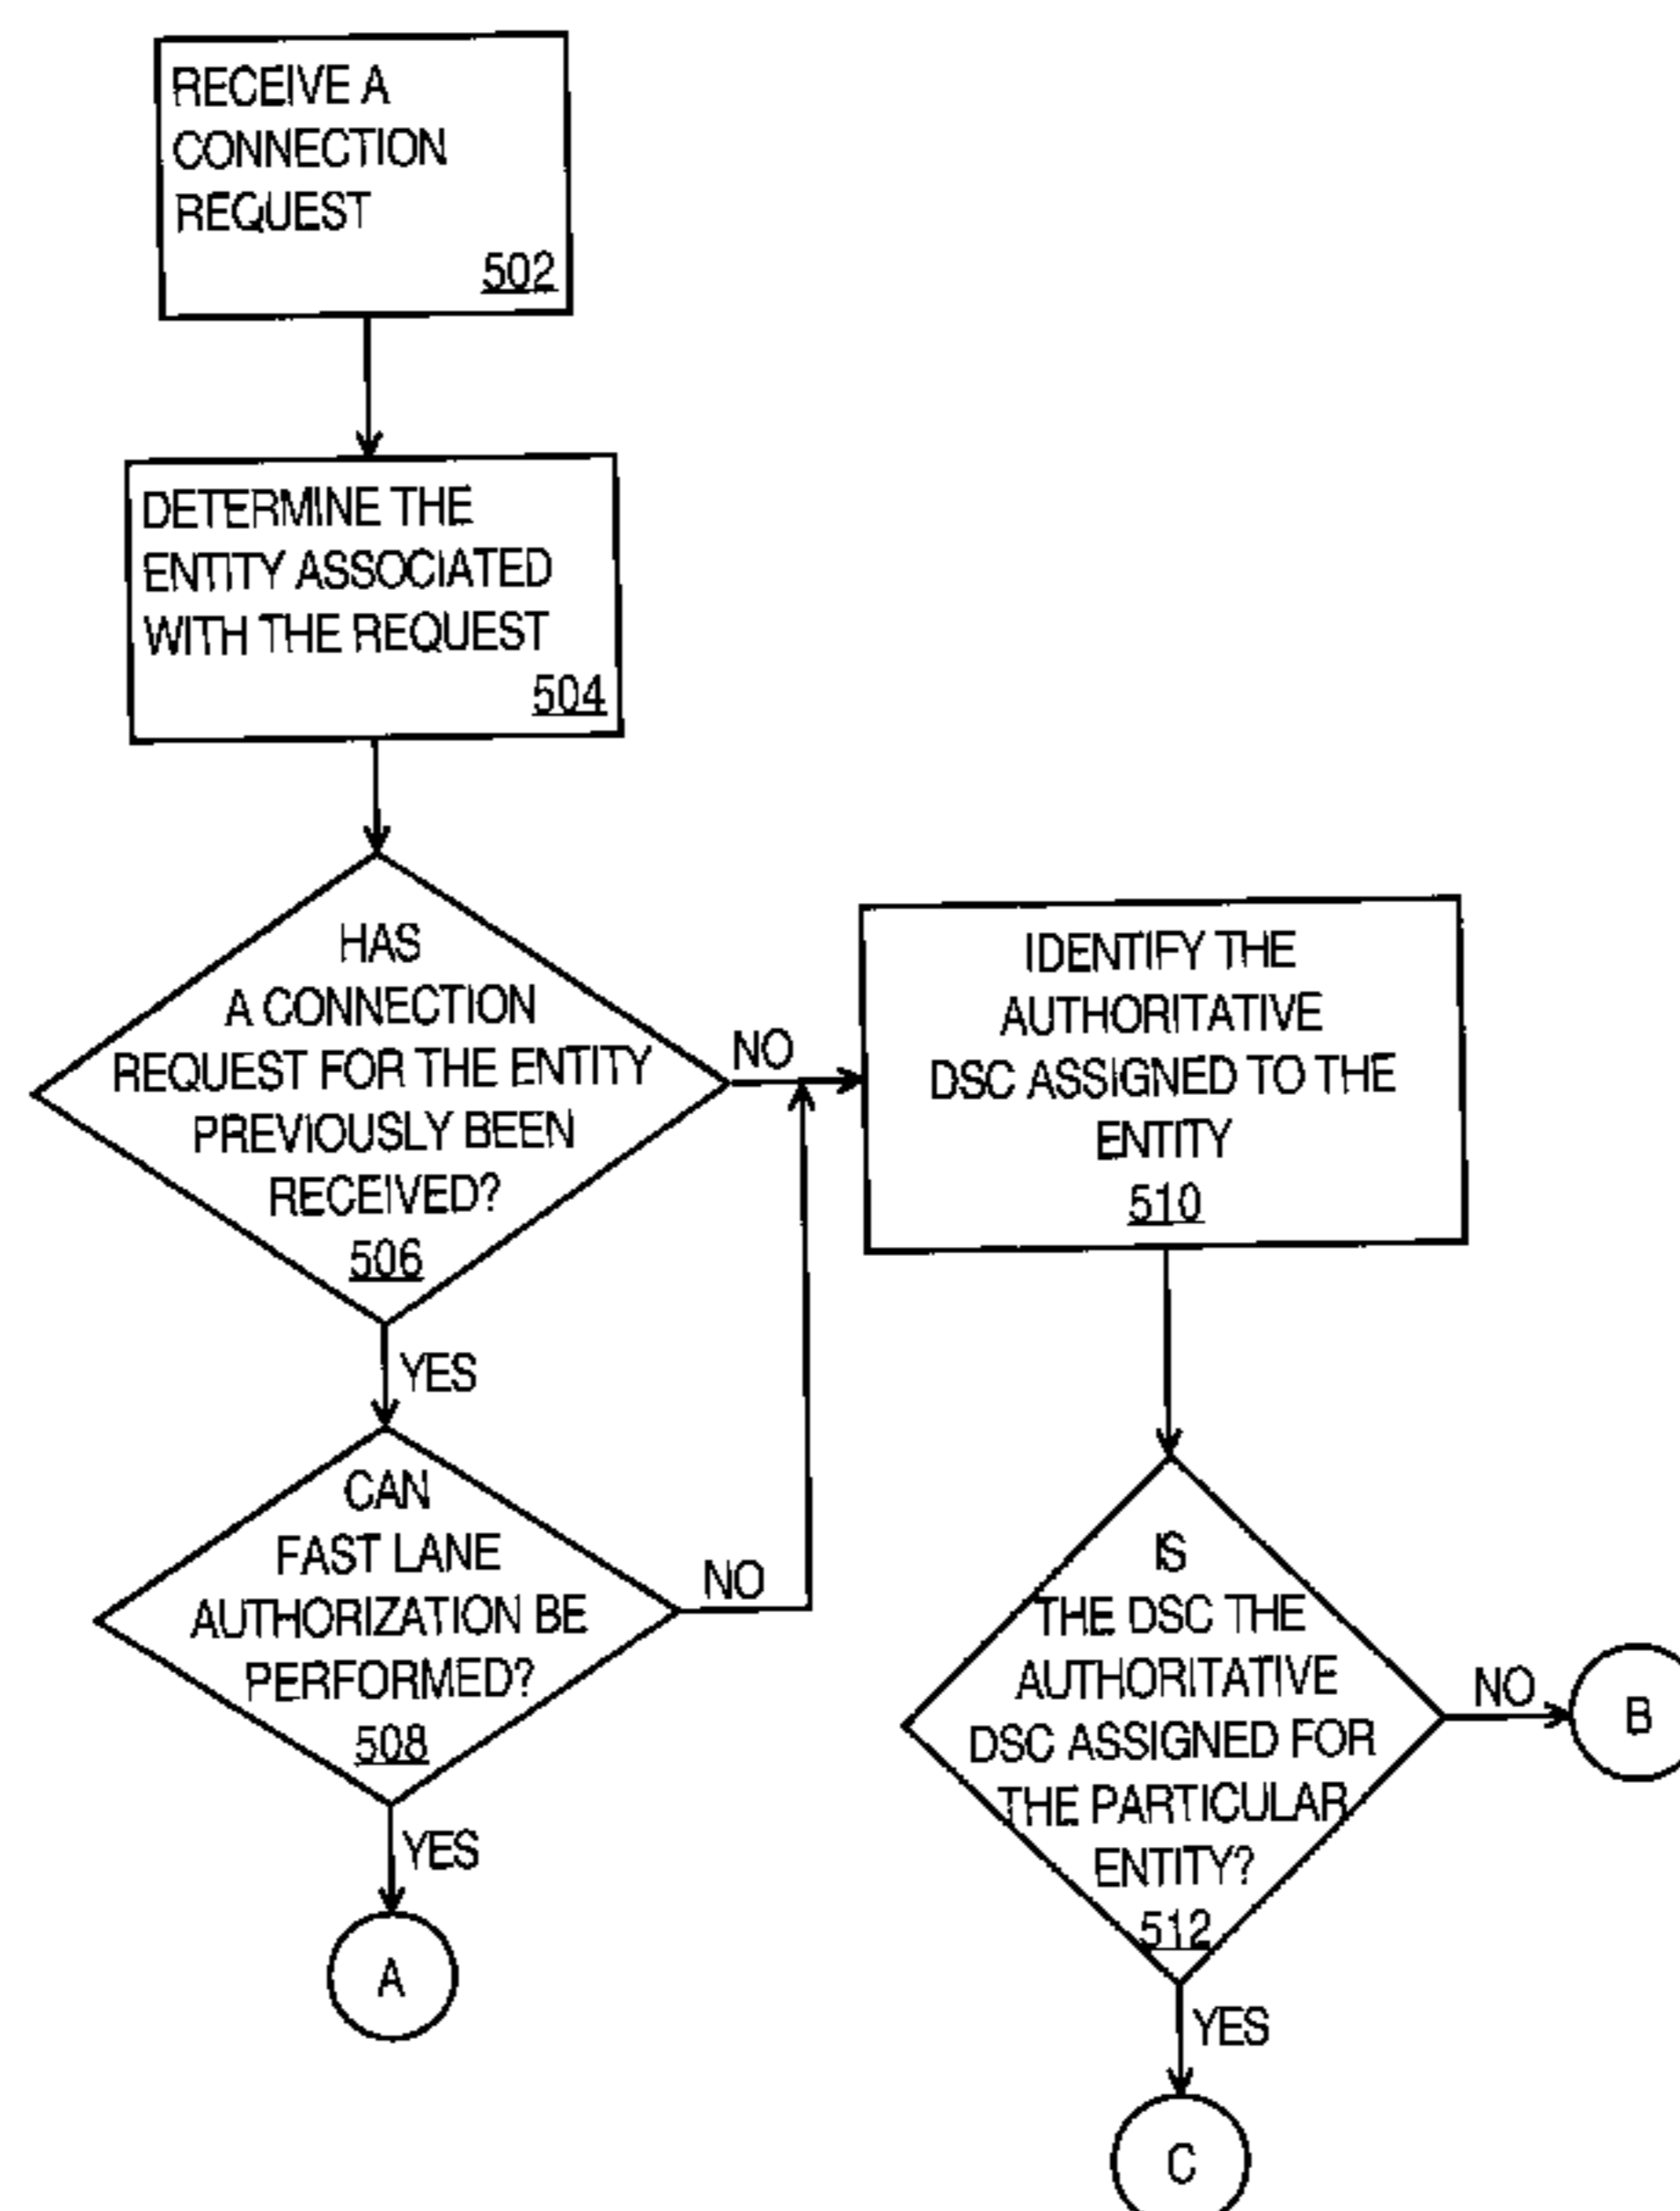 RECEIVE A
CONNECTION
REQUEST
502
DETERMINE THE
ENTITY ASSOCIATED
WITH THE REQUEST
504
HAS
A CONNECTION
REQUEST FOR THE ENTITY
PREVIOUSLY BEEN
RECEIVED?
506
NO
YES
CAN
FAST LANE
AUTHORIZATION BE
PERFORMED?
508
NO
YES
A
IDENTIFY THE
AUTHORITATIVE
DSC ASSIGNED TO THE
ENTITY
510
IS
THE DSC THE
AUTHORITATIVE
DSC ASSIGNED FOR
THE PARTICULAR
ENTITY?
512
NO
B
YES
C